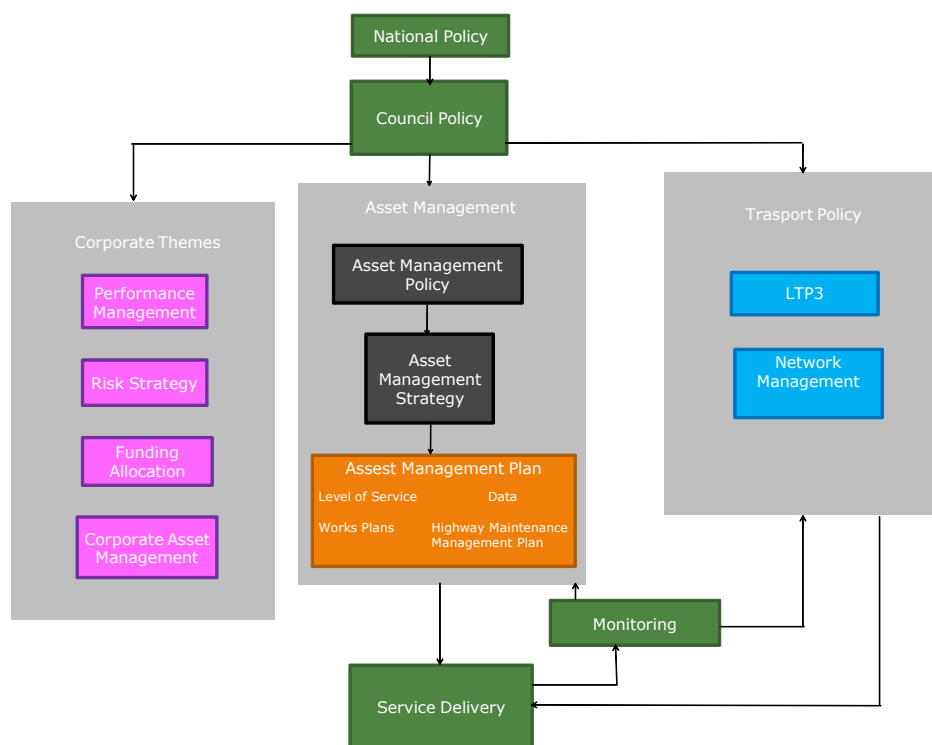 National Policy
Council Policy
Corporate Themes
Performance
Management
Risk Strategy
Funding
Allocation
Corporate Asset
Management
Asset Management
Asset Management
Policy
Asset
Management
Strategy
Assest Management Plan
Level of Service
Data
Works Plans
Highway Maintenance
Management Plan
Trasport Policy
LTP3
Network
Management
Monitoring
Service Delivery